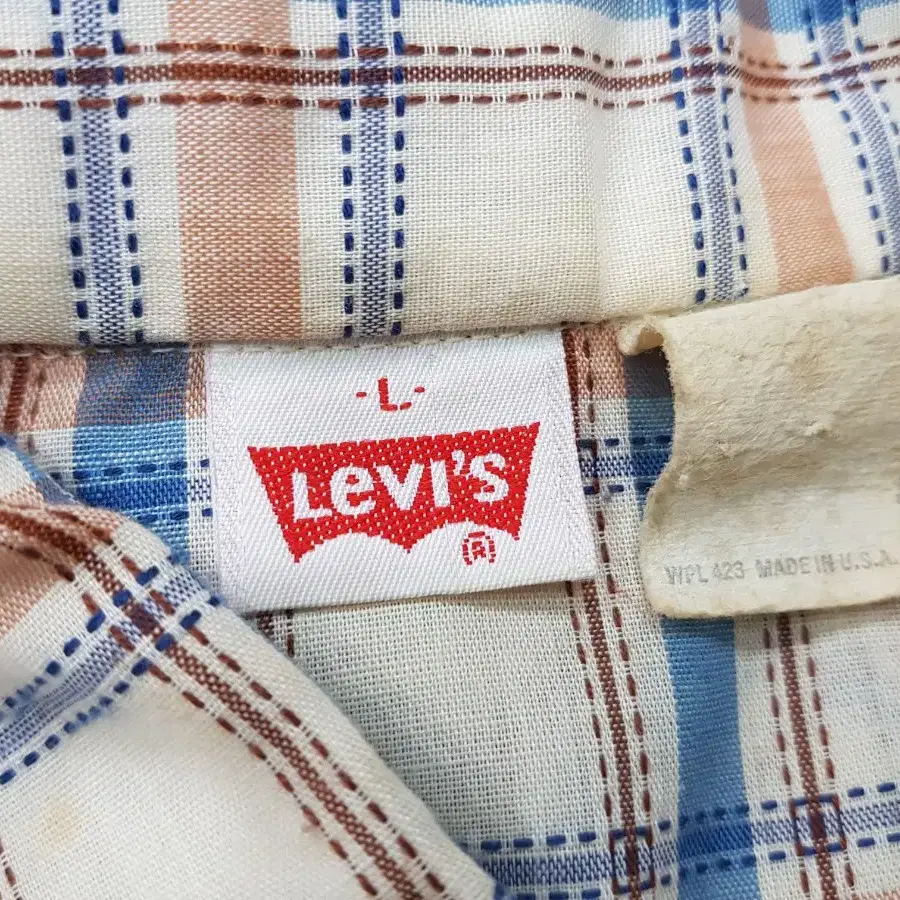 -L-
Levi's
®
WPL 423 MADE IN U.S.A.